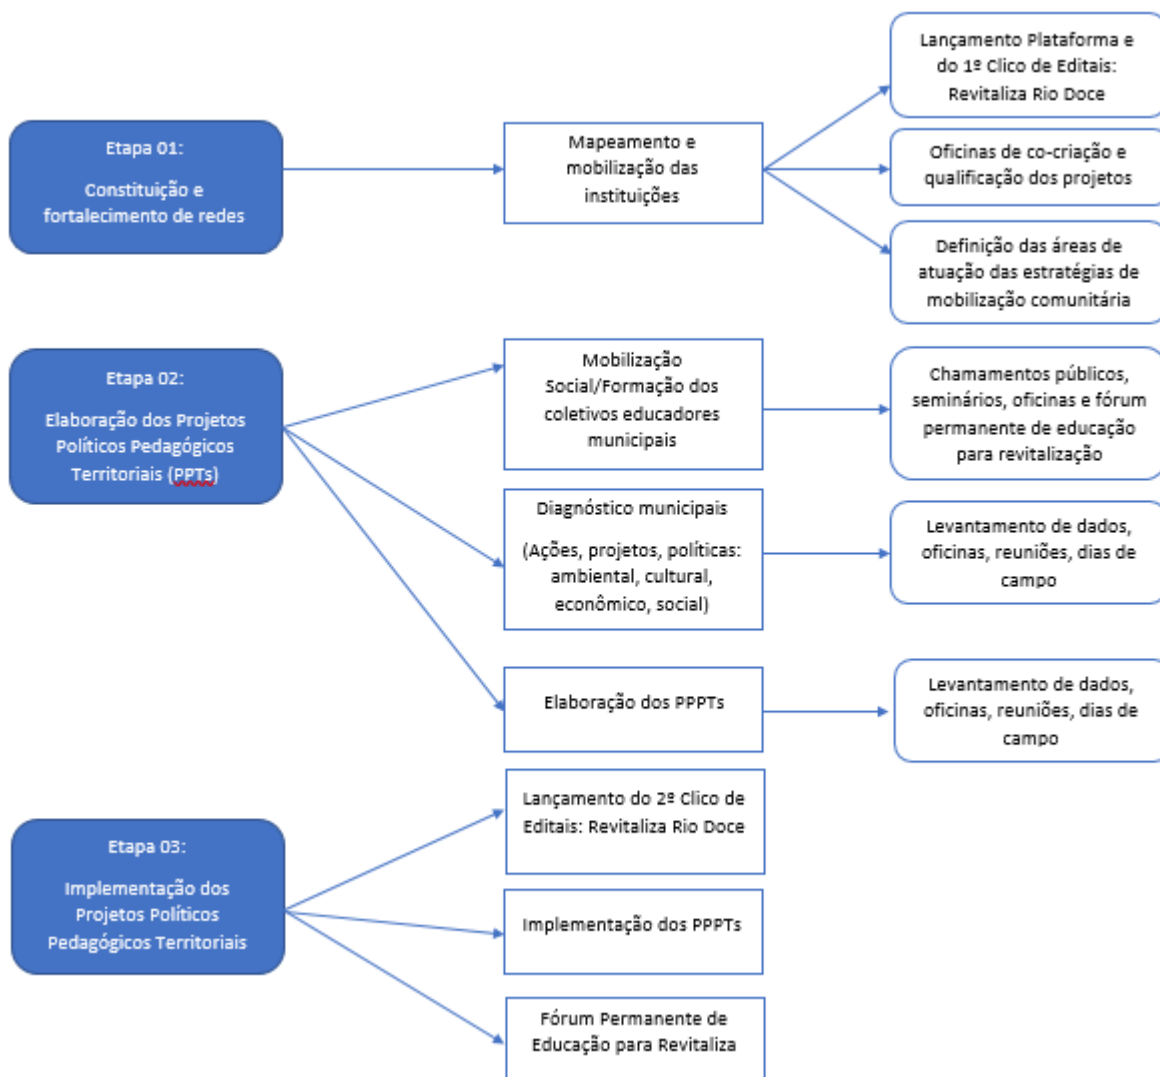 Etapa 01:
Constituição e
fortalecimento de redes
Mapeamento e
mobilização das
instituições
Lançamento Plataforma e
do 1º Clico de Editais:
Revitaliza Rio Doce
Oficinas de co-criação e
qualificação dos projetos
Definição das áreas de
atuação das estratégias de
mobilização comunitária
Etapa 02:
Elaboração dos Projetos
Políticos Pedagógicos
Territoriais (PPTs)
Mobilização
Social/Formação dos
coletivos educadores
municipais
Chamamentos públicos,
seminários, oficinas e fórum
permanente de educação
para revitalização
Diagnóstico municipais
(Ações, projetos, políticas:
ambiental, cultural,
econômico, social)
Levantamento de dados,
oficinas, reuniões, dias de
campo
Elaboração dos PPPTs
Levantamento de dados,
oficinas, reuniões, dias de
campo
Etapa 03:
Implementação dos
Projetos Políticos
Pedagógicos Territoriais
Lançamento do 2º Clico de
Editais: Revitaliza Rio Doce
Implementação dos PPPTs
Fórum Permanente de
Educação para Revitaliza